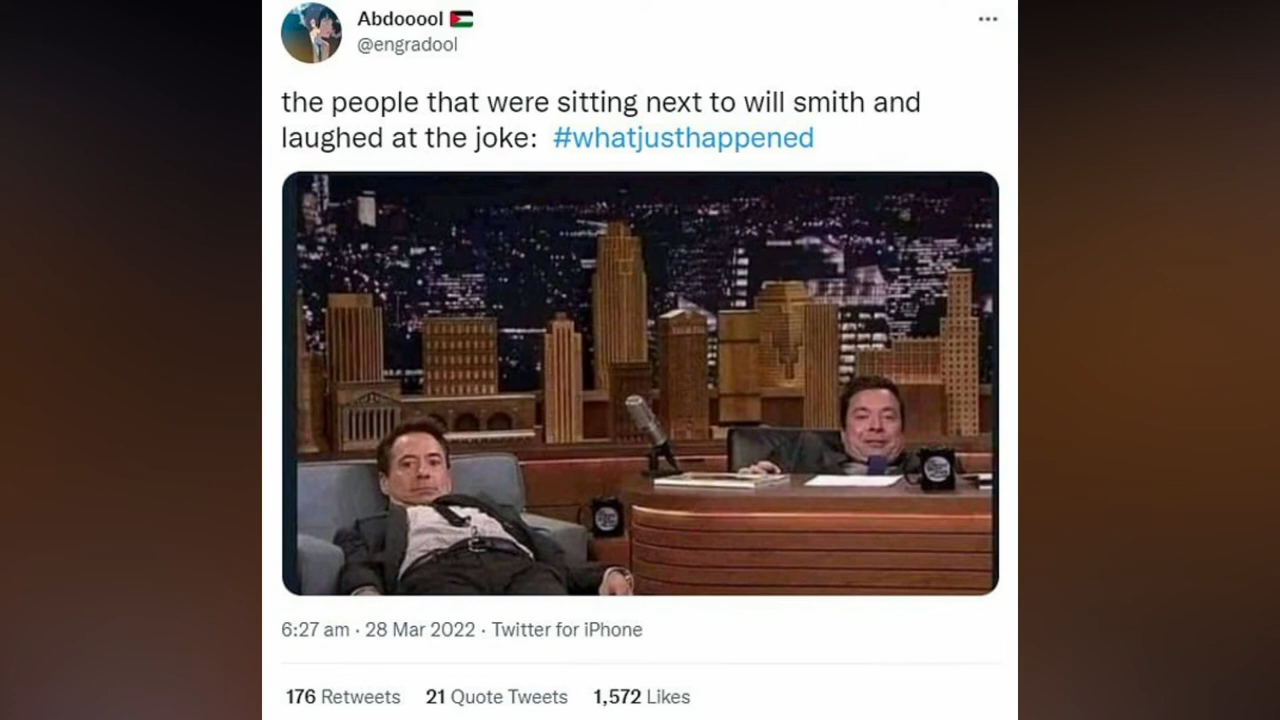 Abdooool
@engradool
the people that were sitting next to will smith and
laughed at the joke: #whatjusthappened
6:27 am · 28 Mar 2022 · Twitter for iPhone
176 Retweets 21 Quote Tweets 1,572 Likes